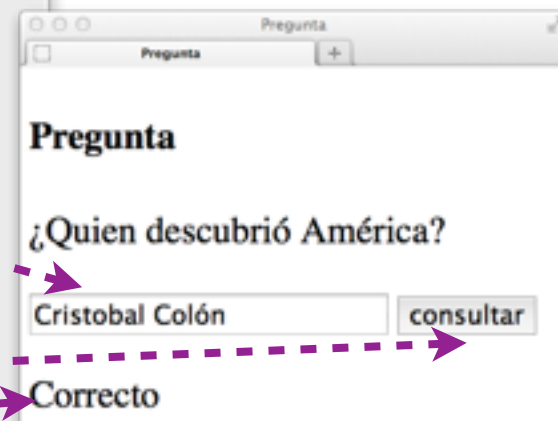 Pregunta
Pregunta +
Pregunta
¿Quien descubrió América?
Cristobal Colón consultar
Correcto